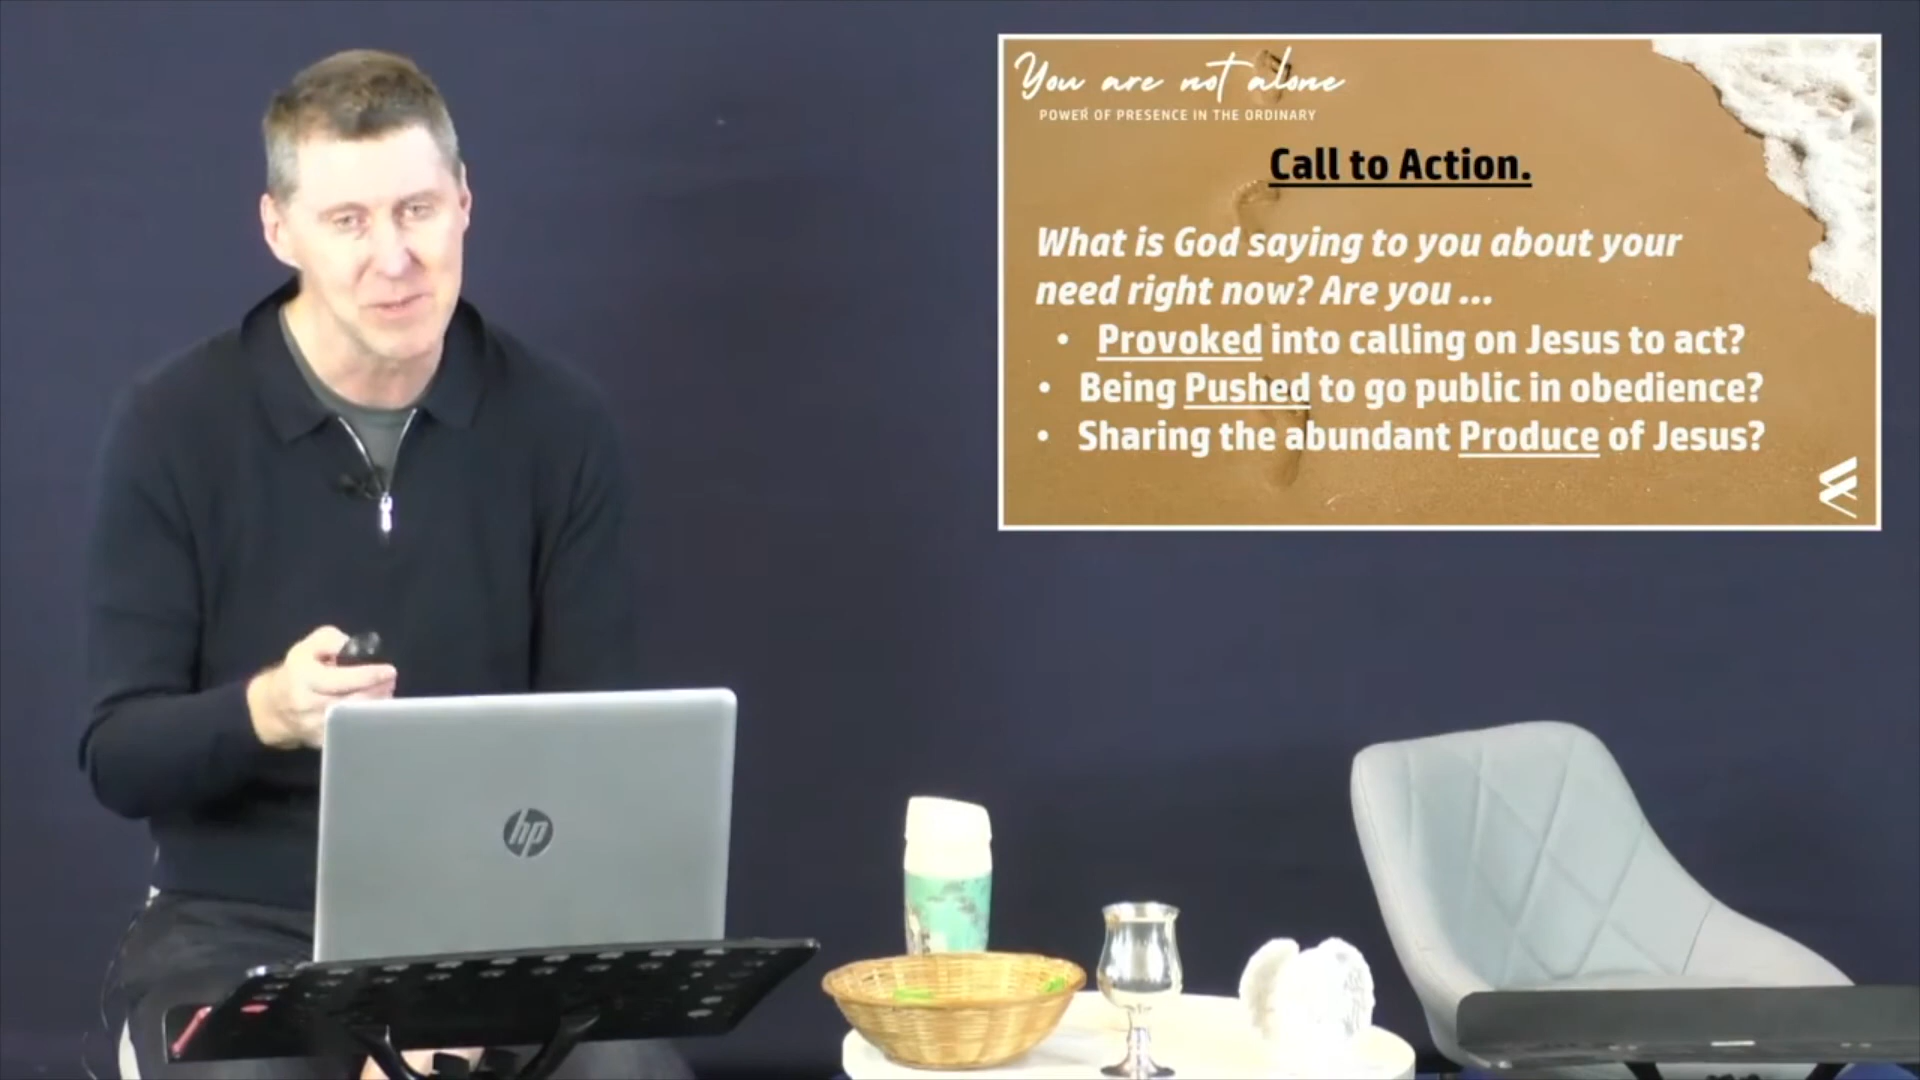 You are not alone
POWER OF PRESENCE IN THE ORDINARY
Call to Action.
What is God saying to you about your
need right now? Are you ...
• Provoked into calling on Jesus to act?
• Being Pushed to go public in obedience?
• Sharing the abundant Produce of Jesus?
hp